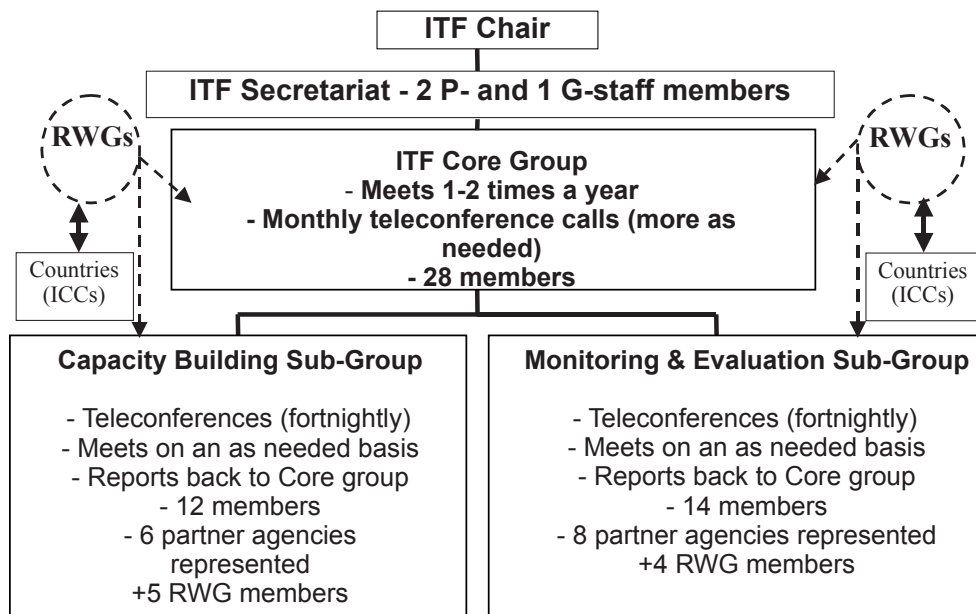 ITF Chair
ITF Secretariat - 2 P- and 1 G-staff members
RWGs
RWGs
ITF Core Group
- Meets 1-2 times a year
- Monthly teleconference calls (more as
needed)
- 28 members
Countries
(ICCs)
Countries
(ICCs)
Capacity Building Sub-Group
- Teleconferences (fortnightly)
- Meets on an as needed basis
- Reports back to Core group
- 12 members
- 6 partner agencies
represented
+5 RWG members
Monitoring & Evaluation Sub-Group
- Teleconferences (fortnightly)
- Meets on an as needed basis
- Reports back to Core group
- 14 members
- 8 partner agencies represented
+4 RWG members